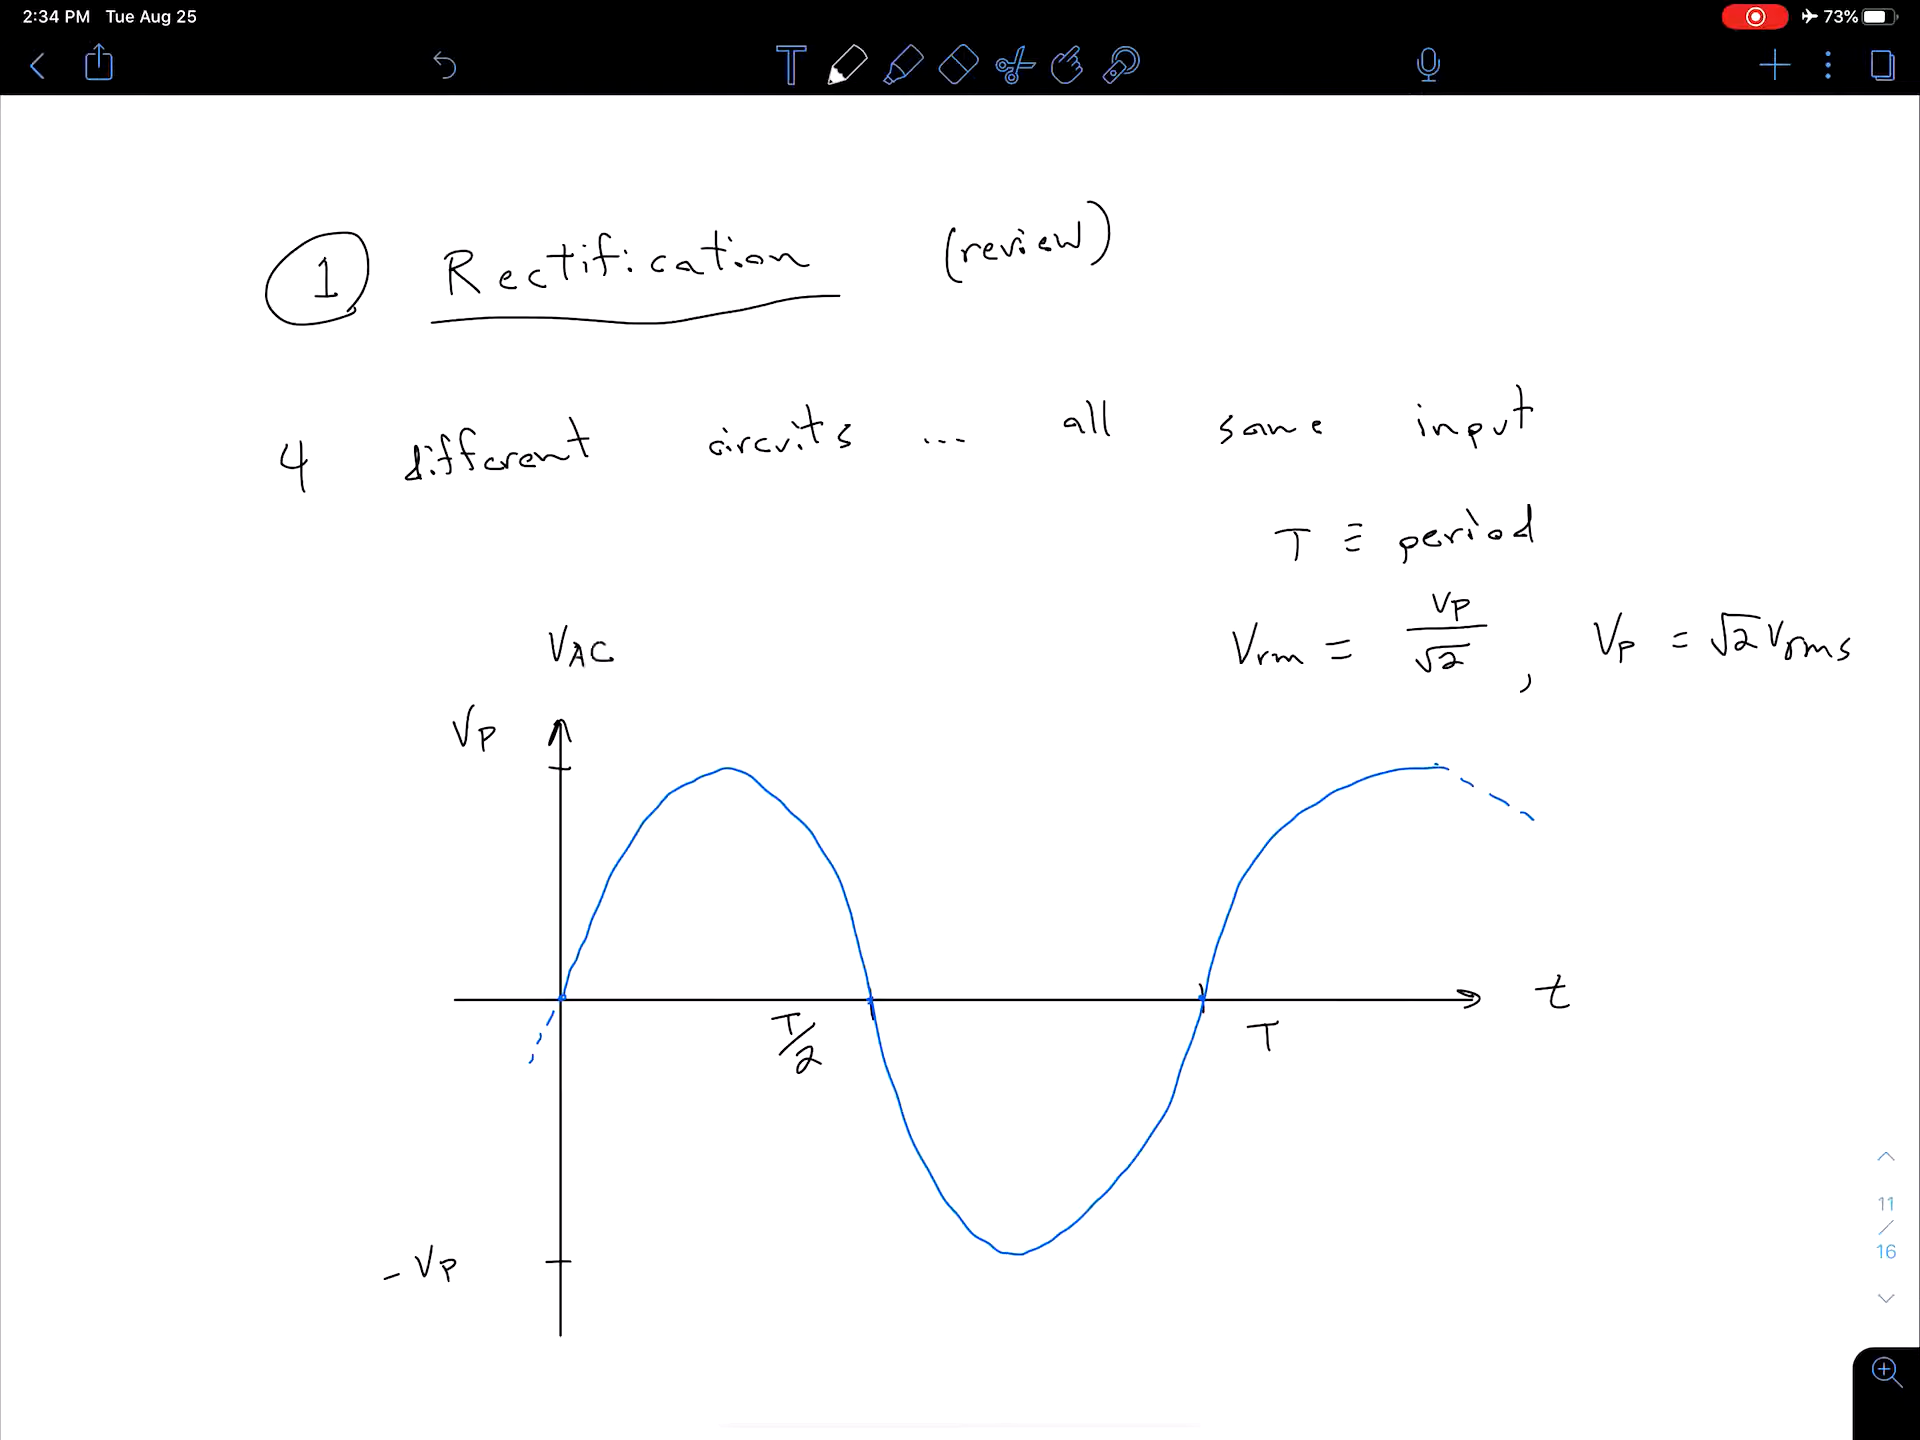 2:34 PM Tue Aug 25
73%
1 Rectification (review)
4 different circuits ... all same input
T ≡ period
Vrm = Vp/√2 , Vp = √2 Vrms
VAC
Vp
t
T/2
T
-Vp
11
/
16